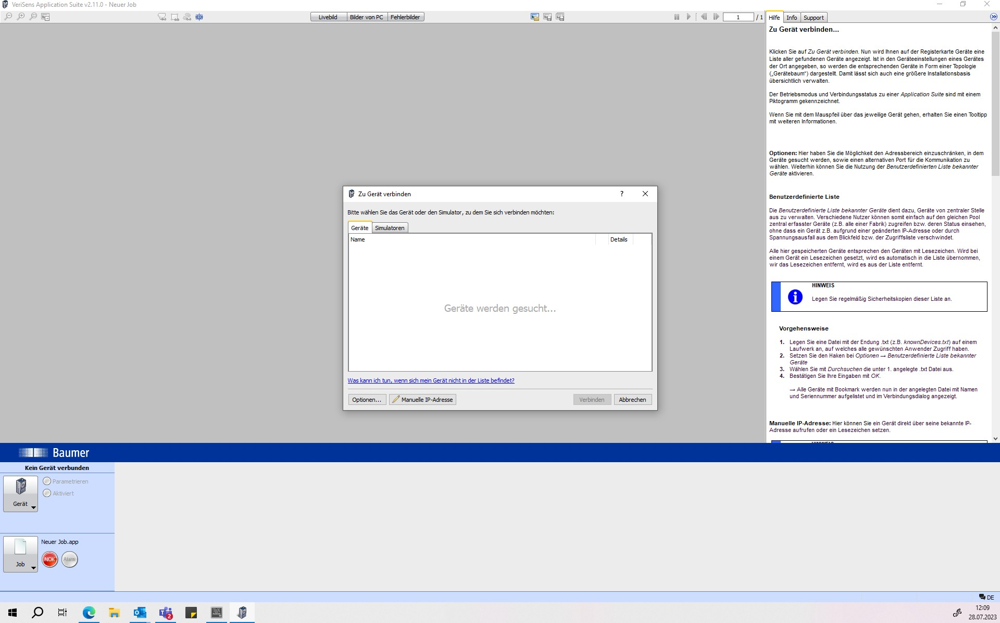 VeriSens Application Suite v2.11.0 - Neuer Job
Livebild
Bilder von PC
Fehlerbilder
1
/ 1
Hilfe
Info
Support
Zu Gerät verbinden...
Klicken Sie auf Zu Gerät verbinden. Nun wird Ihnen auf der Registerkarte Geräte eine
Liste aller gefundenen Geräte angezeigt. Ist in den Geräteeinstellungen eines Gerätes
der Ort angegeben, so werden die entsprechenden Geräte in Form einer Topologie
(„Gerätebaum“) dargestellt. Damit lässt sich auch eine größere Installationsbasis
übersichtlich verwalten.
Der Betriebsmodus und Verbindungsstatus zu einer Application Suite sind mit einem
Piktogramm gekennzeichnet.
Wenn Sie mit dem Mauspfeil über das jeweilige Gerät gehen, erhalten Sie einen Tooltipp
mit weiteren Informationen.
Optionen: Hier haben Sie die Möglichkeit den Adressbereich einzuschränken, in dem
Geräte gesucht werden, sowie einen alternativen Port für die Kommunikation zu
wählen. Weiterhin können Sie die Nutzung der Benutzerdefinierten Liste bekannter
Geräte aktivieren.
Benutzerdefinierte Liste
Die Benutzerdefinierte Liste bekannter Geräte dient dazu, Geräte von zentraler Stelle
aus zu verwalten. Verschiedene Nutzer können somit einfach auf den gleichen Pool
zentral erfasster Geräte (z.B. alle einer Fabrik) zugreifen bzw. deren Status einsehen,
ohne dass ein Gerät z.B. aufgrund einer geänderten IP-Adresse oder durch
Spannungsausfall aus dem Blickfeld bzw. der Zugriffsliste verschwindet.
Alle hier gespeicherten Geräte entsprechen den Geräten mit Lesezeichen. Wird bei
einem Gerät ein Lesezeichen gesetzt, wird es automatisch in die Liste übernommen,
wir das Lesezeichen entfernt, wird es aus der Liste entfernt.
HINWEIS
Legen Sie regelmäßig Sicherheitskopien dieser Liste an.
Vorgehensweise
1. Legen Sie eine Datei mit der Endung .txt (z.B. knownDevices.txt) auf einem
Laufwerk an, auf welches alle gewünschten Anwender Zugriff haben.
2. Setzen Sie den Haken bei Optionen → Benutzerdefinierte Liste bekannter
Geräte
3. Wählen Sie mit Durchsuchen die unter 1. angelegte .txt Datei aus.
4. Bestätigen Sie Ihre Eingaben mit OK.
→ Alle Geräte mit Bookmark werden nun in der angelegten Datei mit Namen
und Seriennummer aufgelistet und im Verbindungsdialog angezeigt.
Manuelle IP-Adresse: Hier können Sie ein Gerät direkt über seine bekannte IP-
Adresse aufrufen oder ein Lesezeichen setzen.
HINWEIS
Zu Gerät verbinden
?
Bitte wählen Sie das Gerät oder den Simulator, zu dem Sie sich verbinden möchten:
Geräte
Simulatoren
Name
Details
Geräte werden gesucht...
Was kann ich tun, wenn sich mein Gerät nicht in der Liste befindet?
Optionen...
Manuelle IP-Adresse
Verbinden
Abbrechen
Baumer
Kein Gerät verbunden
Gerät
Parametrieren
Aktiviert
Job
Neuer Job.app
NOK
Alarm
DE
2
12:09
28.07.2023